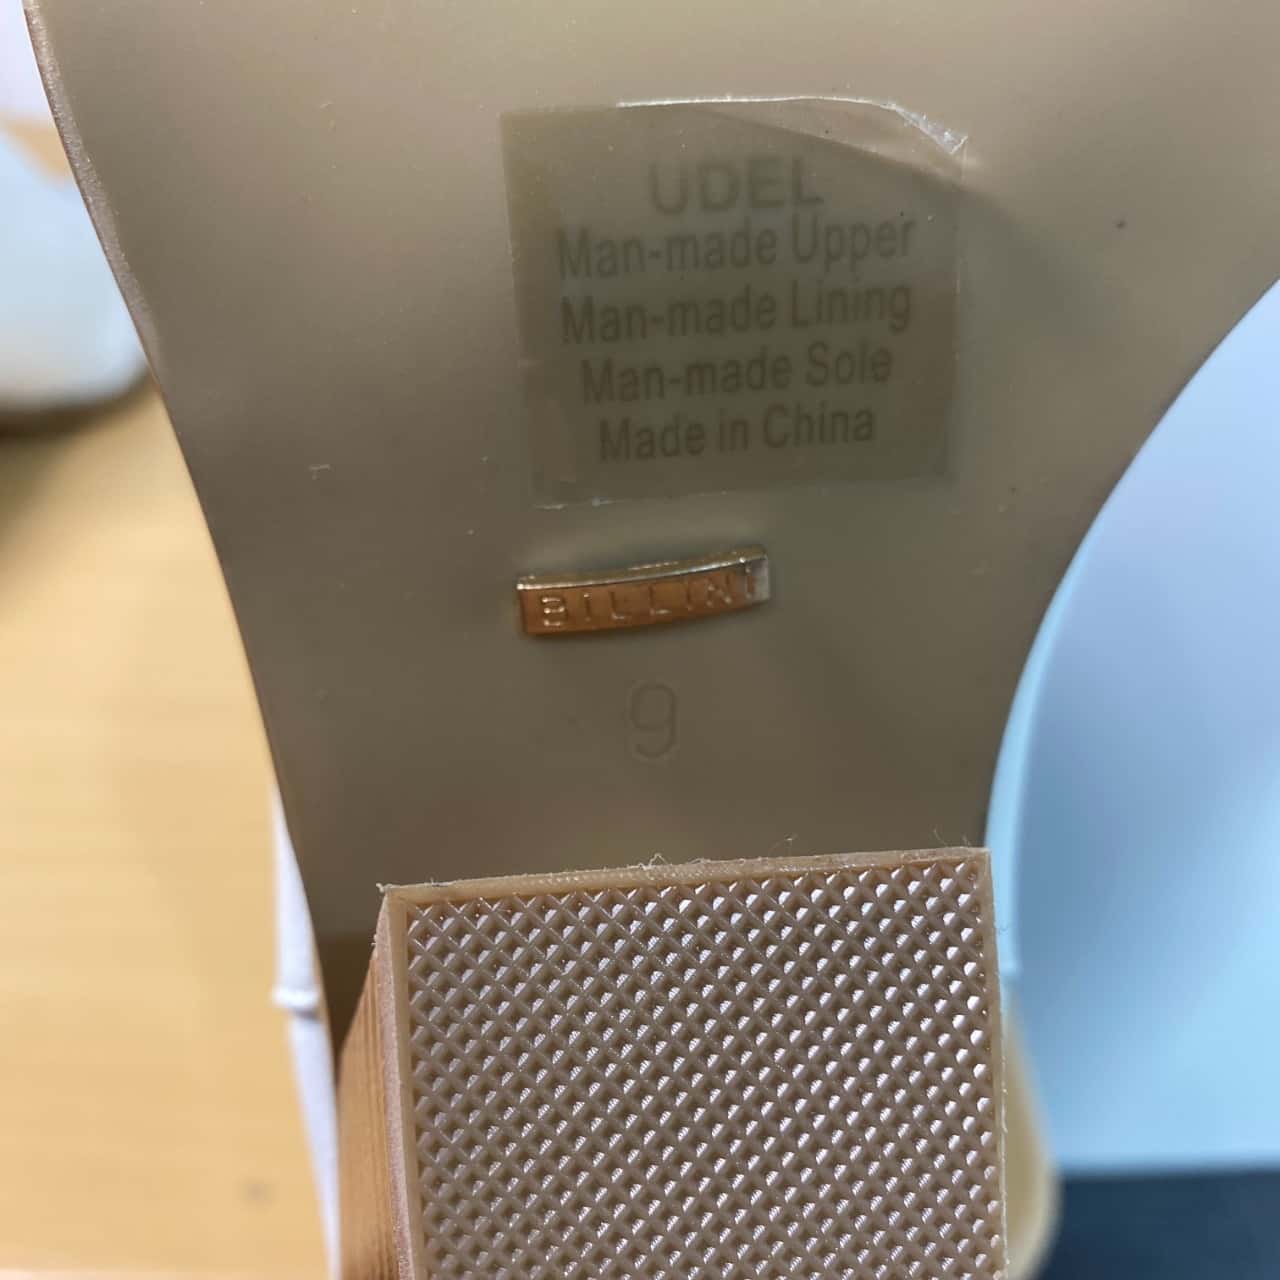 UDEL
Man-made Upper
Man-made Lining
Man-made Sole
Made in China
BILLINI
9